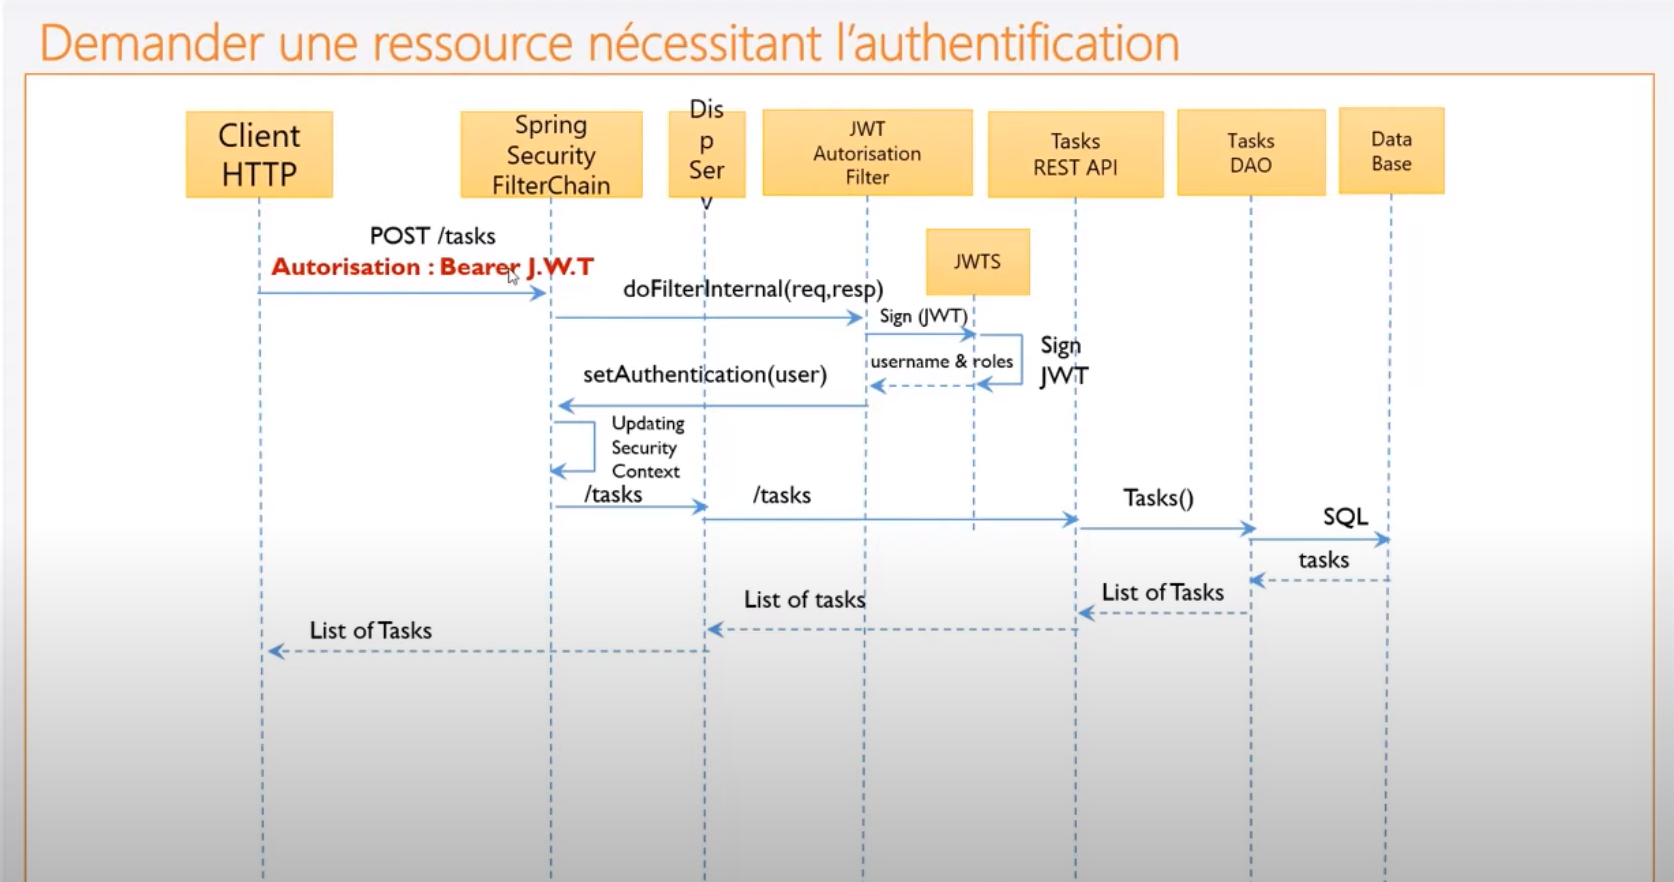 Demander une ressource nécessitant l'authentification
Client
HTTP
Spring
Security
FilterChain
Dis
p
Ser
v
JWT
Autorisation
Filter
Tasks
REST API
Tasks
DAO
Data
Base
POST /tasks
Autorisation : Bearer J.W.T
JWTS
doFilterInternal(req,resp)
Sign (JWT)
Sign
JWT
username & roles
setAuthentication(user)
Updating
Security
Context
/tasks
/tasks
Tasks()
SQL
tasks
List of Tasks
List of tasks
List of Tasks